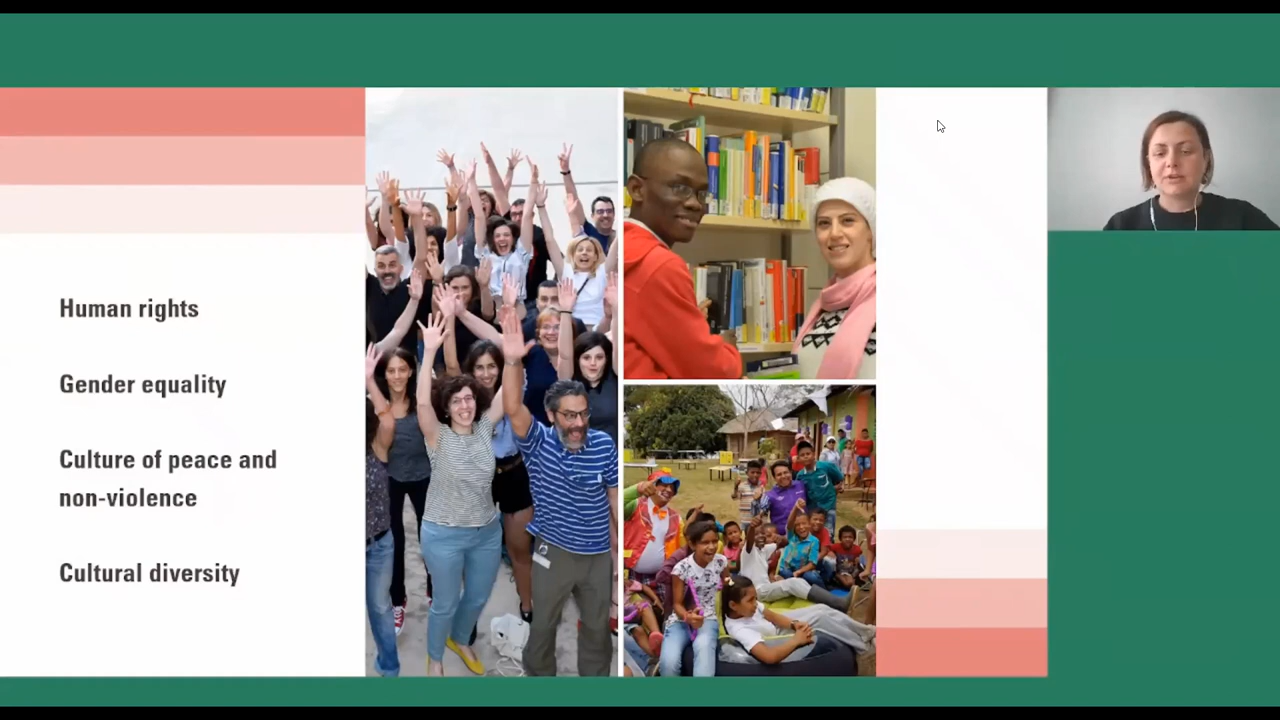 Human rights
Gender equality
Culture of peace and
non-violence
Cultural diversity